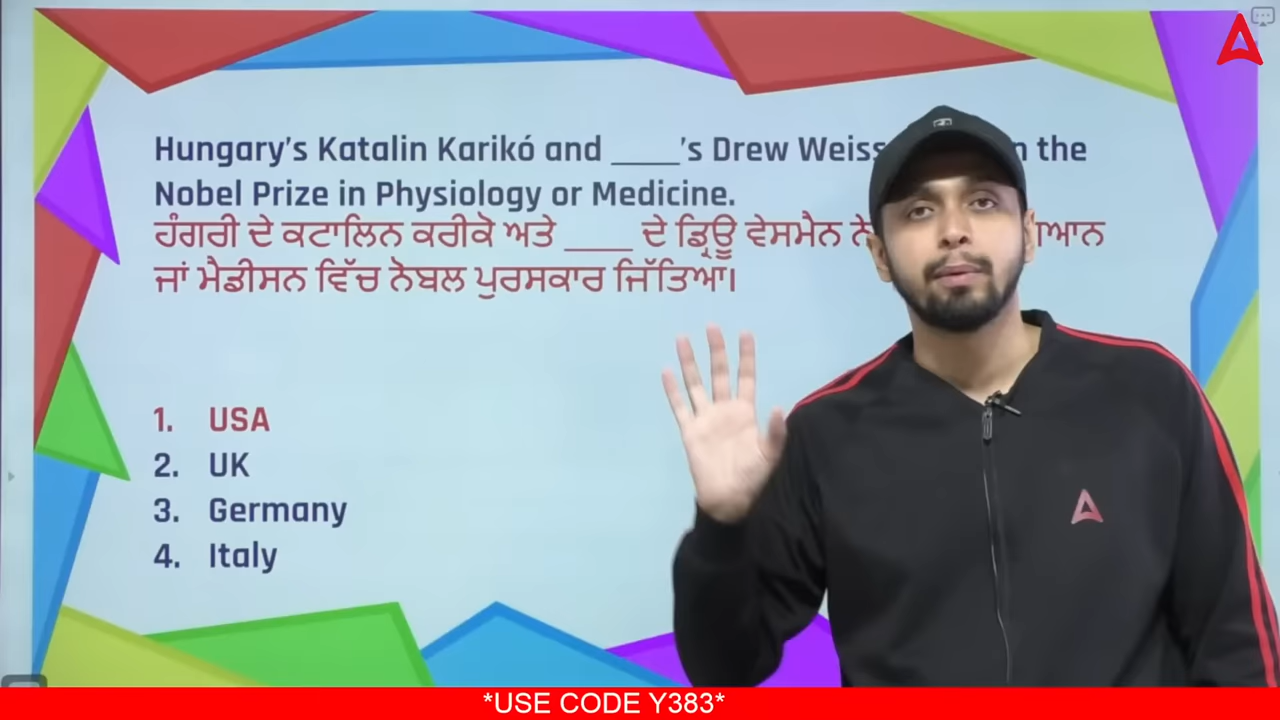 Hungary's Katalin Karikó and ____'s Drew Weiss the
Nobel Prize in Physiology or Medicine.
ਹੰਗਰੀ ਦੇ ਕਟਾਲਿਨ ਕਰੀਕੋ ਅਤੇ ____ ਦੇ ਡ੍ਰਿਊ ਵੇਸਮੈਨ ਨੇ
ਜਾਂ ਮੈਡੀਸਨ ਵਿੱਚ ਨੋਬਲ ਪੁਰਸਕਾਰ ਜਿੱਤਿਆ।
1. USA
2. UK
3. Germany
4. Italy
*USE CODE Y383*